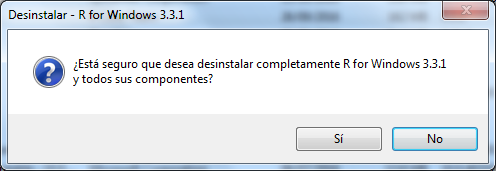 Desinstalar - R for Windows 3.3.1
¿Está seguro que desea desinstalar completamente R for Windows 3.3.1
y todos sus componentes?
Sí
No